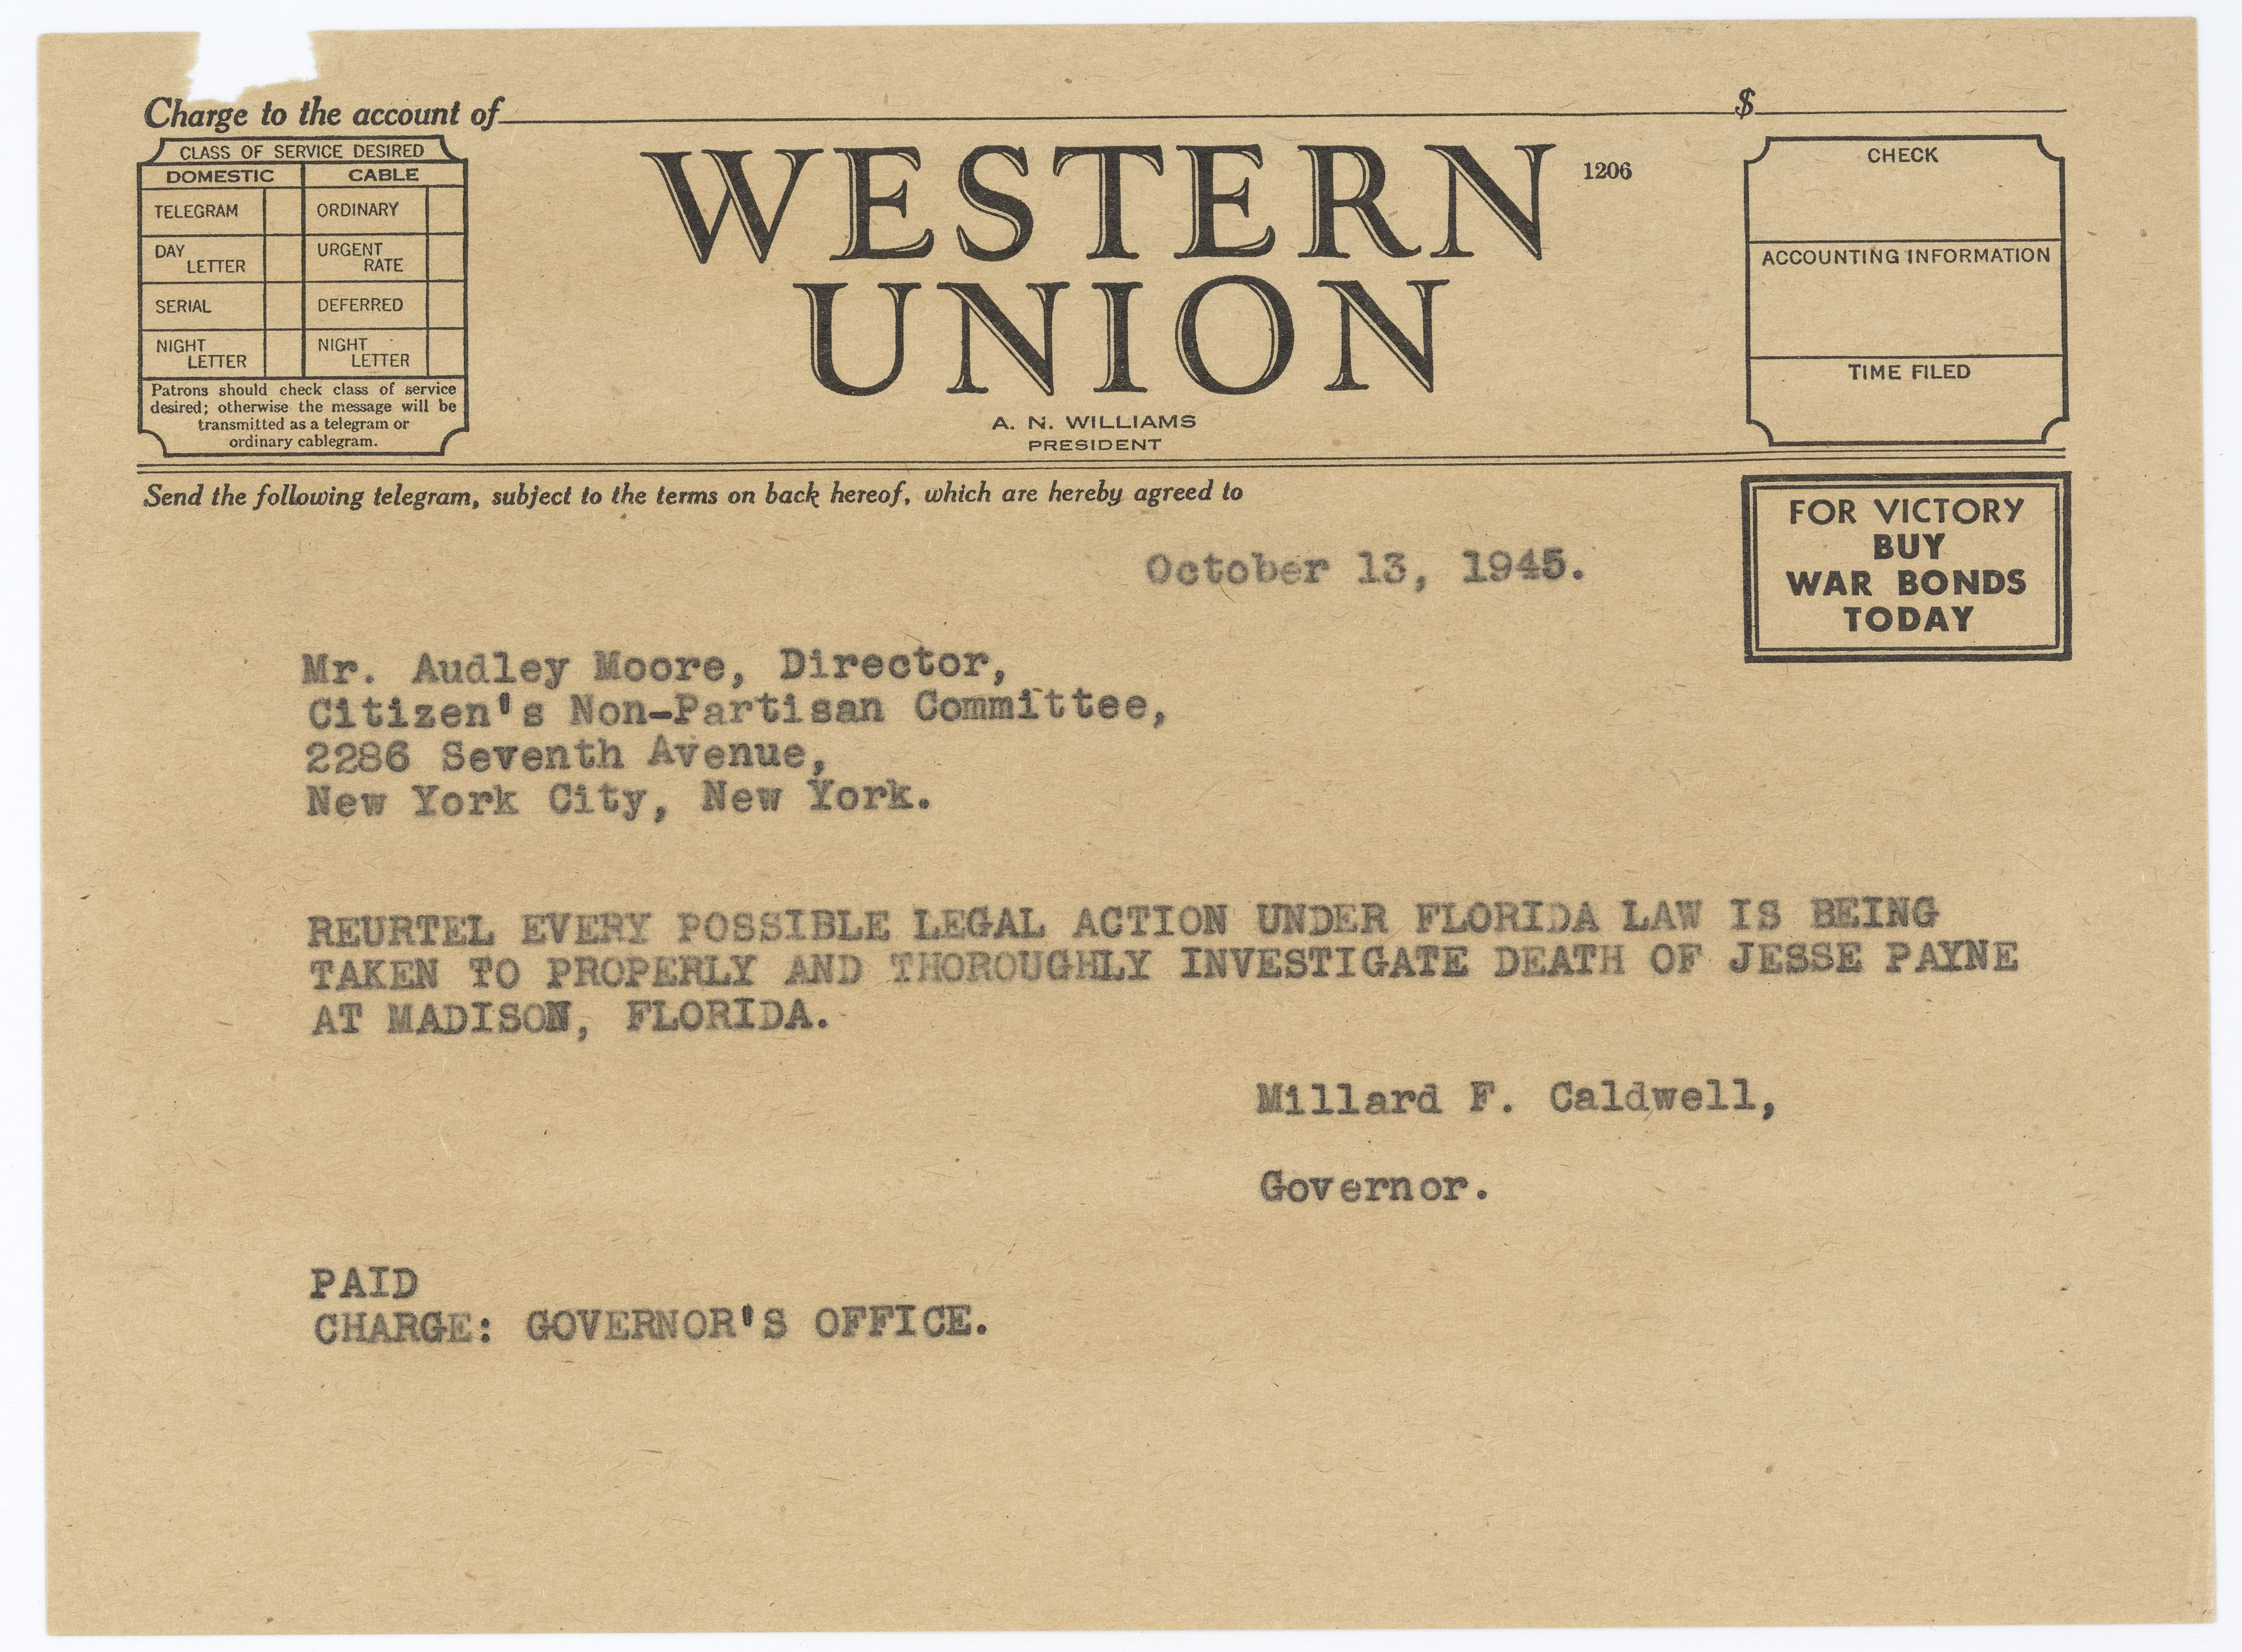 Charge to the account of $
CLASS OF SERVICE DESIRED
DOMESTIC CABLE
TELEGRAM ORDINARY
DAY LETTER URGENT RATE
SERIAL DEFERRED
NIGHT LETTER NIGHT LETTER
Patrons should check class of service
desired; otherwise the message will be
transmitted as a telegram or
ordinary cablegram.
WESTERN
UNION
1206
A. N. WILLIAMS
PRESIDENT
CHECK
ACCOUNTING INFORMATION
TIME FILED
Send the following telegram, subject to the terms on back hereof, which are hereby agreed to
FOR VICTORY
BUY
WAR BONDS
TODAY
October 13, 1945.
Mr. Audley Moore, Director,
Citizen's Non-Partisan Committee,
2286 Seventh Avenue,
New York City, New York.
REURTEL EVERY POSSIBLE LEGAL ACTION UNDER FLORIDA LAW IS BEING
TAKEN TO PROPERLY AND THOROUGHLY INVESTIGATE DEATH OF JESSE PAYNE
AT MADISON, FLORIDA.
Millard F. Caldwell,
Governor.
PAID
CHARGE: GOVERNOR'S OFFICE.